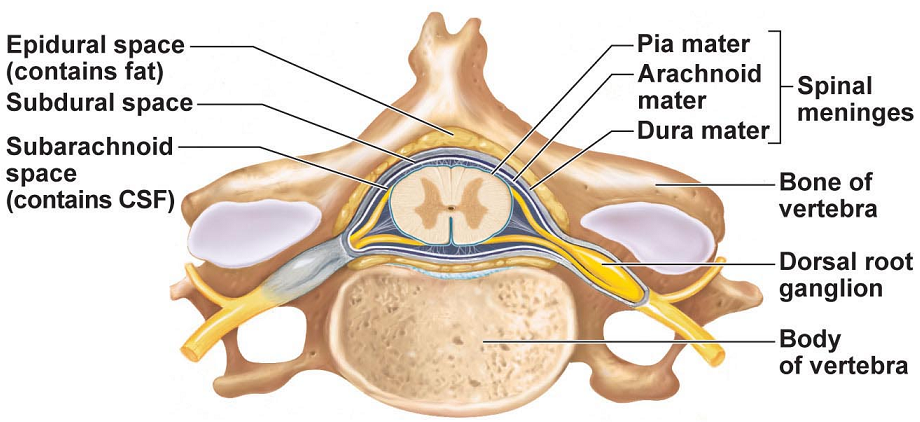 Epidural space
(contains fat)
Subdural space
Subarachnoid
space
(contains CSF)
Pia mater
Arachnoid
mater
Dura mater
Spinal
meninges
Bone of
vertebra
Dorsal root
ganglion
Body
of vertebra